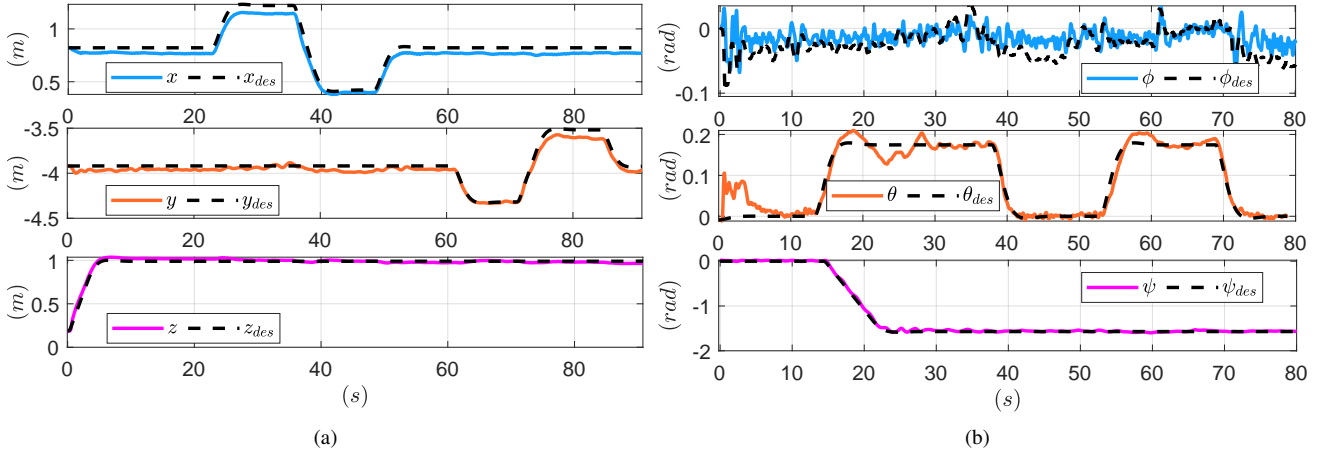 (m)
1
0.5
x x_des
0 20 40 60 80
(m)
-3.5
-4
-4.5
y y_des
0 20 40 60 80
(m)
1
0.5
0
z z_des
0 20 40 60 80
(s)
(a)
(rad)
0
-0.1
ϕ ϕ_des
0 10 20 30 40 50 60 70 80
(rad)
0.2
0.1
0
θ θ_des
0 10 20 30 40 50 60 70 80
(rad)
0
-1
-2
ψ ψ_des
0 10 20 30 40 50 60 70 80
(s)
(b)